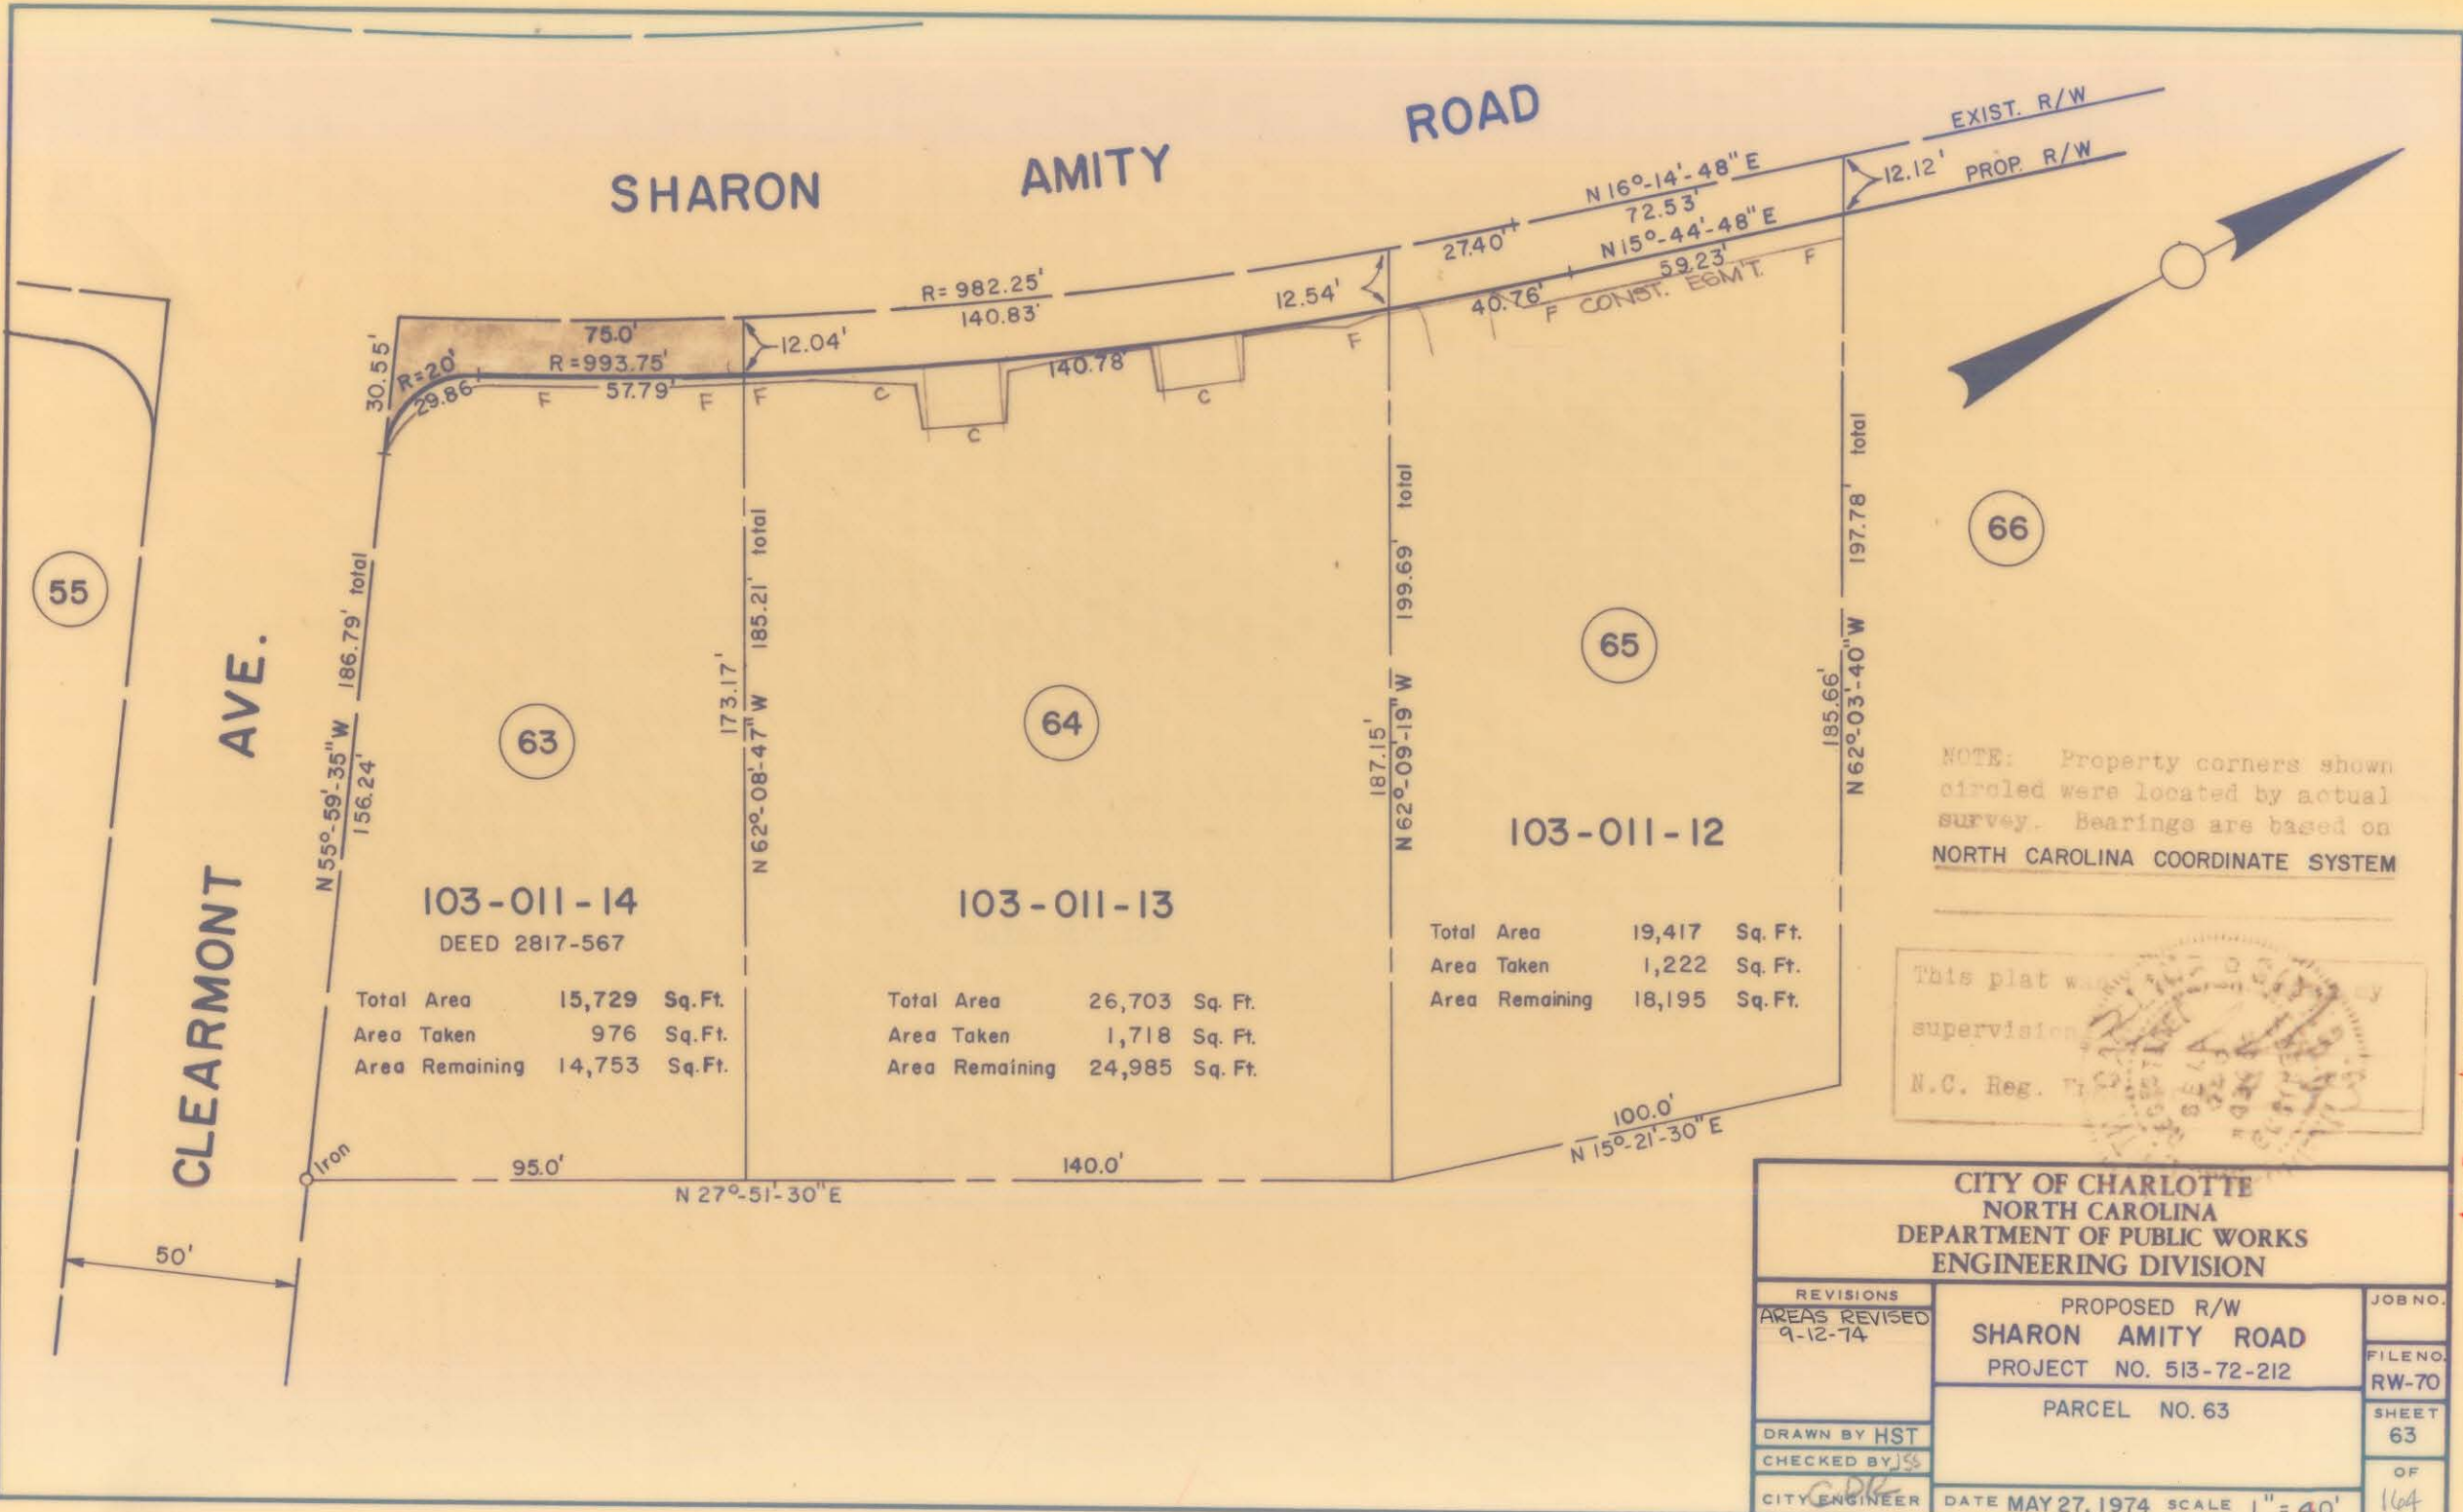 SHARON AMITY ROAD
EXIST. R/W
PROP. R/W
12.12'
N 16°-14'-48" E
72.53'
27.40'
N 15°-44'-48" E
59.23'
40.76'
F CONST. ESM'T. F
R= 982.25'
140.83'
12.54'
75.0'
12.04'
R=993.75'
57.79'
R=20'
29.86'
30.55'
140.78'
F F F C C C F
55
CLEARMONT AVE.
50'
N 55°-59'-35" W 186.79' total
156.24'
63
173.17'
N 62°-08'-47" W 185.21' total
64
187.15'
N 62°-09'-19" W 199.69' total
65
185.66'
N 62°-03'-40" W 197.78' total
66
103-011-14
DEED 2817-567
Total Area 15,729 Sq.Ft.
Area Taken 976 Sq.Ft.
Area Remaining 14,753 Sq.Ft.
103-011-13
Total Area 26,703 Sq. Ft.
Area Taken 1,718 Sq. Ft.
Area Remaining 24,985 Sq. Ft.
103-011-12
Total Area 19,417 Sq. Ft.
Area Taken 1,222 Sq. Ft.
Area Remaining 18,195 Sq. Ft.
Iron
95.0'
140.0'
N 27°-51'-30" E
100.0'
N 15°-21'-30" E
NOTE: Property corners shown
circled were located by actual
survey. Bearings are based on
NORTH CAROLINA COORDINATE SYSTEM
This plat
supervision
N.C. Reg.
CITY OF CHARLOTTE
NORTH CAROLINA
DEPARTMENT OF PUBLIC WORKS
ENGINEERING DIVISION
REVISIONS
AREAS REVISED
9-12-74
PROPOSED R/W
SHARON AMITY ROAD
PROJECT NO. 513-72-212
PARCEL NO. 63
JOB NO.
FILE NO.
RW-70
SHEET
63
OF
164
DRAWN BY HST
CHECKED BY JSS
CITY ENGINEER
DATE MAY 27, 1974 SCALE 1" = 40'